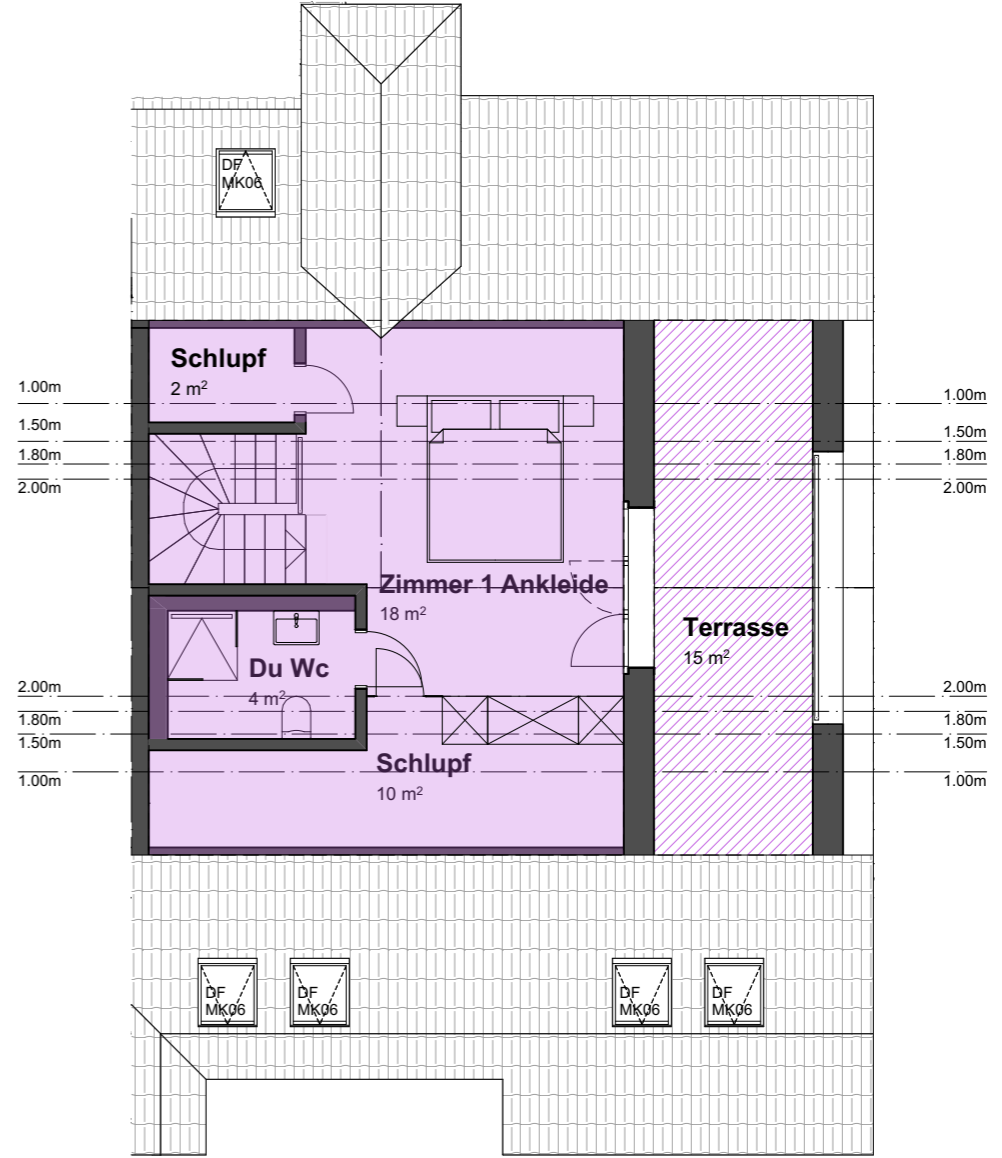 DF
MK06
Schlupf
2 m²
1.00m
1.50m
1.80m
2.00m
1.00m
1.50m
1.80m
2.00m
Zimmer 1 Ankleide
18 m²
Terrasse
15 m²
Du Wc
4 m²
2.00m
1.80m
1.50m
1.00m
2.00m
1.80m
1.50m
1.00m
Schlupf
10 m²
DF
MK06
DF
MK06
DF
MK06
DF
MK06